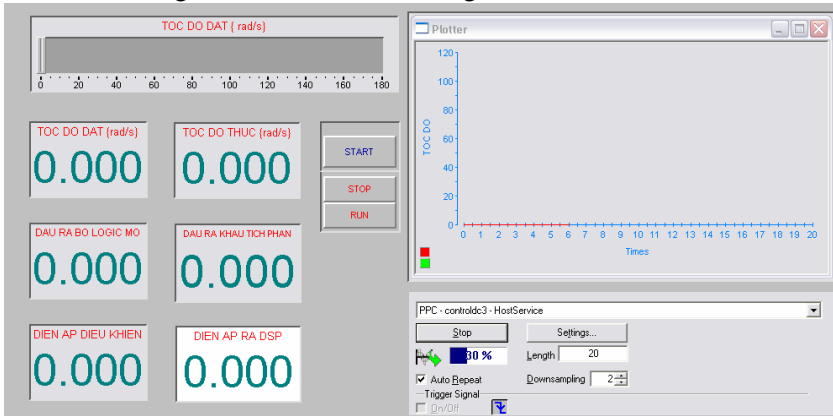 TOC DO DAT ( rad/s)
0 20 40 60 80 100 120 140 160 180
TOC DO DAT (rad/s)
0.000
TOC DO THUC (rad/s)
0.000
START
STOP
RUN
DAU RA BO LOGIC MO
0.000
DAU RA KHAU TICH PHAN
0.000
DIEN AP DIEU KHIEN
0.000
DIEN AP RA DSP
0.000
Plotter
120
100
80
60
40
20
0
TOC DO
0 1 2 3 4 5 6 7 8 9 10 11 12 13 14 15 16 17 18 19 20
Times
PPC - controldc3 - HostService
Stop Settings...
30 % Length 20
Auto Repeat Downsampling 2
Trigger Signal
On/Off